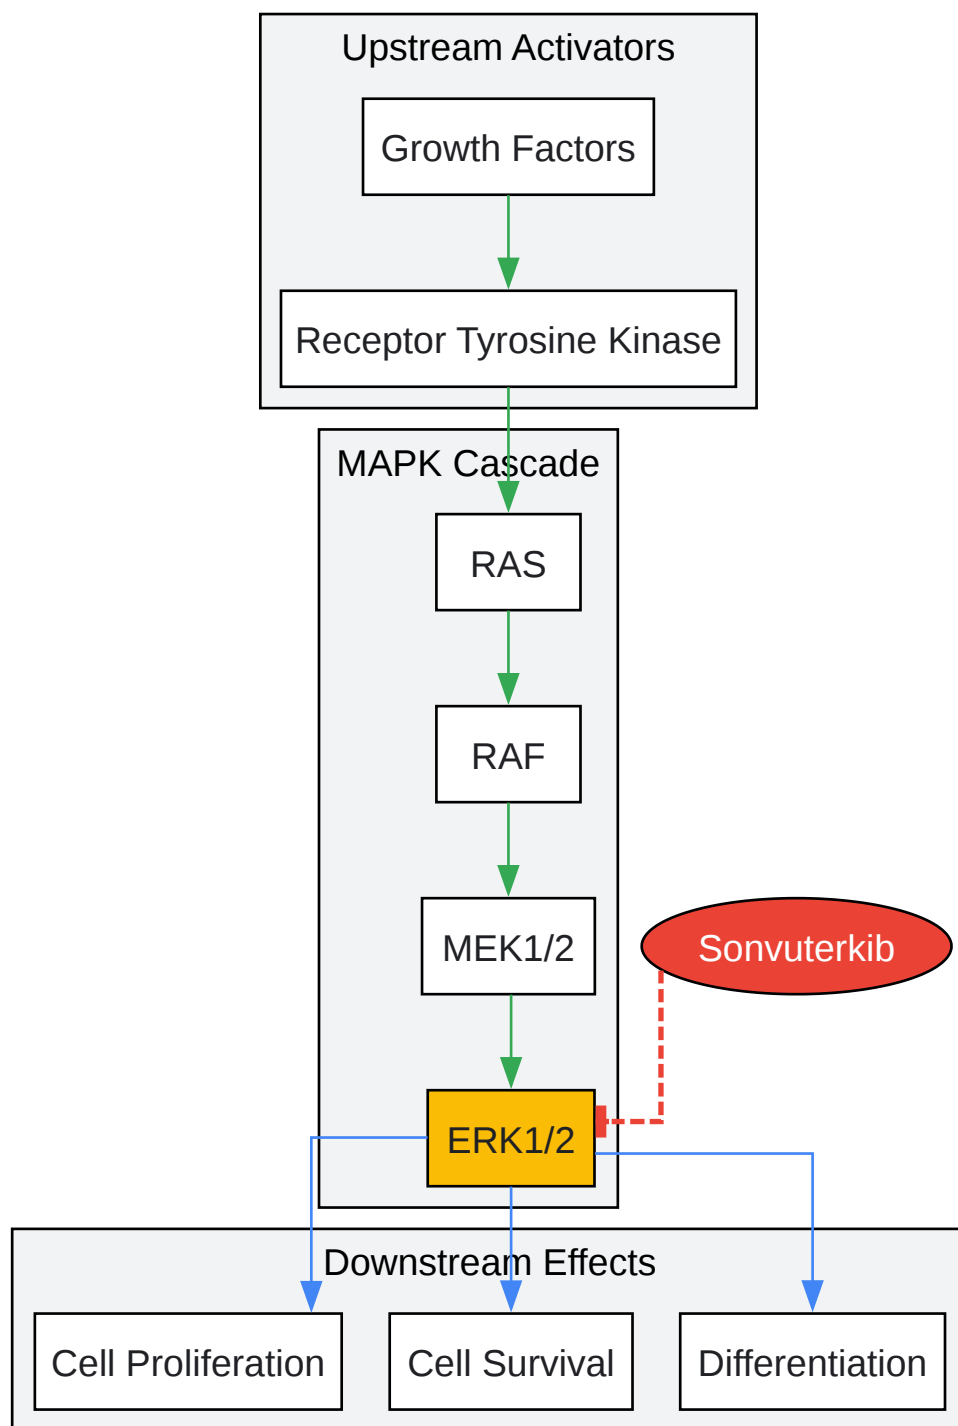 Upstream Activators
Growth Factors
Receptor Tyrosine Kinase
MAPK Cascade
RAS
RAF
MEK1/2
Sonvuterkib
ERK1/2
Downstream Effects
Cell Proliferation
Cell Survival
Differentiation